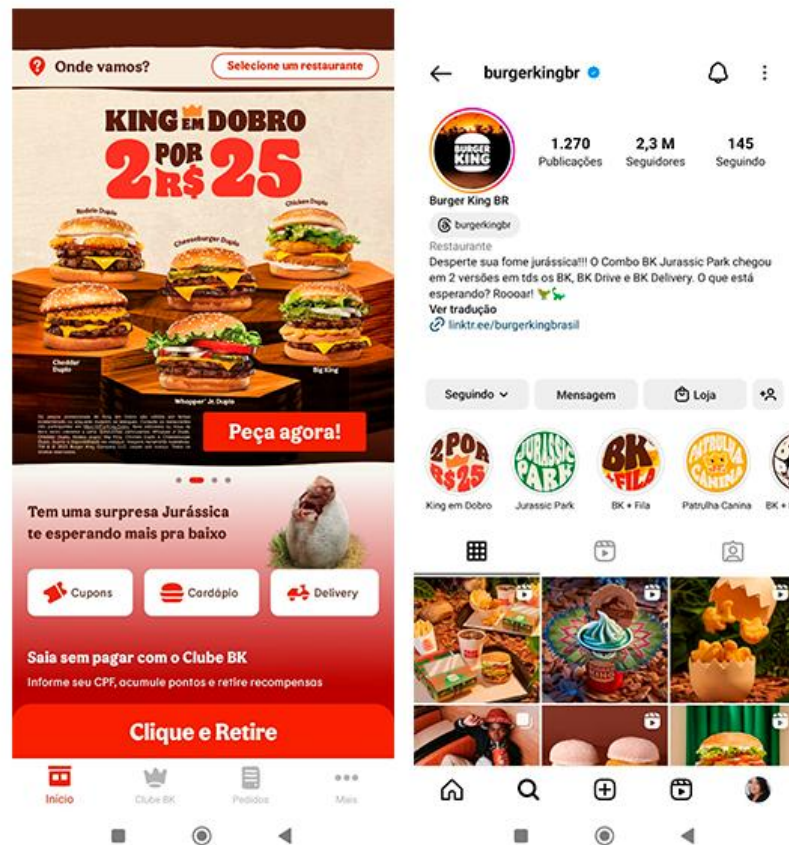 Onde vamos?
Selecione um restaurante
KING EM DOBRO
2 POR R$ 25
Rodeio Duplo
Cheeseburger Duplo
Chicken Duplo
Cheddar Duplo
Whopper® Jr. Duplo
Big King
Peça agora!
Tem uma surpresa Jurássica
te esperando mais pra baixo
Cupons
Cardápio
Delivery
Saia sem pagar com o Clube BK
Informe seu CPF, acumule pontos e retire recompensas
Clique e Retire
Início
Clube BK
Pedidos
Mais
burgerkingbr
BURGER KING
1.270
Publicações
2,3 M
Seguidores
145
Seguindo
Burger King BR
burgerkingbr
Restaurante
Desperte sua fome jurássica!!! O Combo BK Jurassic Park chegou
em 2 versões em tds os BK, BK Drive e BK Delivery. O que está
esperando? Roooar!
Ver tradução
linktr.ee/burgerkingbrasil
Seguindo
Mensagem
Loja
2 POR R$25
JURASSIC PARK
BK + FILA
PATRULHA CANINA
King em Dobro
Jurassic Park
BK + Fila
Patrulha Canina
BK +